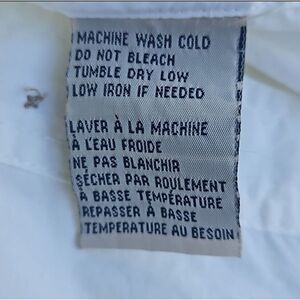 MACHINE WASH COLD
DO NOT BLEACH
TUMBLE DRY LOW
LOW IRON IF NEEDED
LAVER À LA MACHINE
À L'EAU FROIDE
NE PAS BLANCHIR
SÉCHER PAR ROULEMENT
À BASSE TEMPÉRATURE
REPASSER À BASSE
TEMPERATURE AU BESOIN